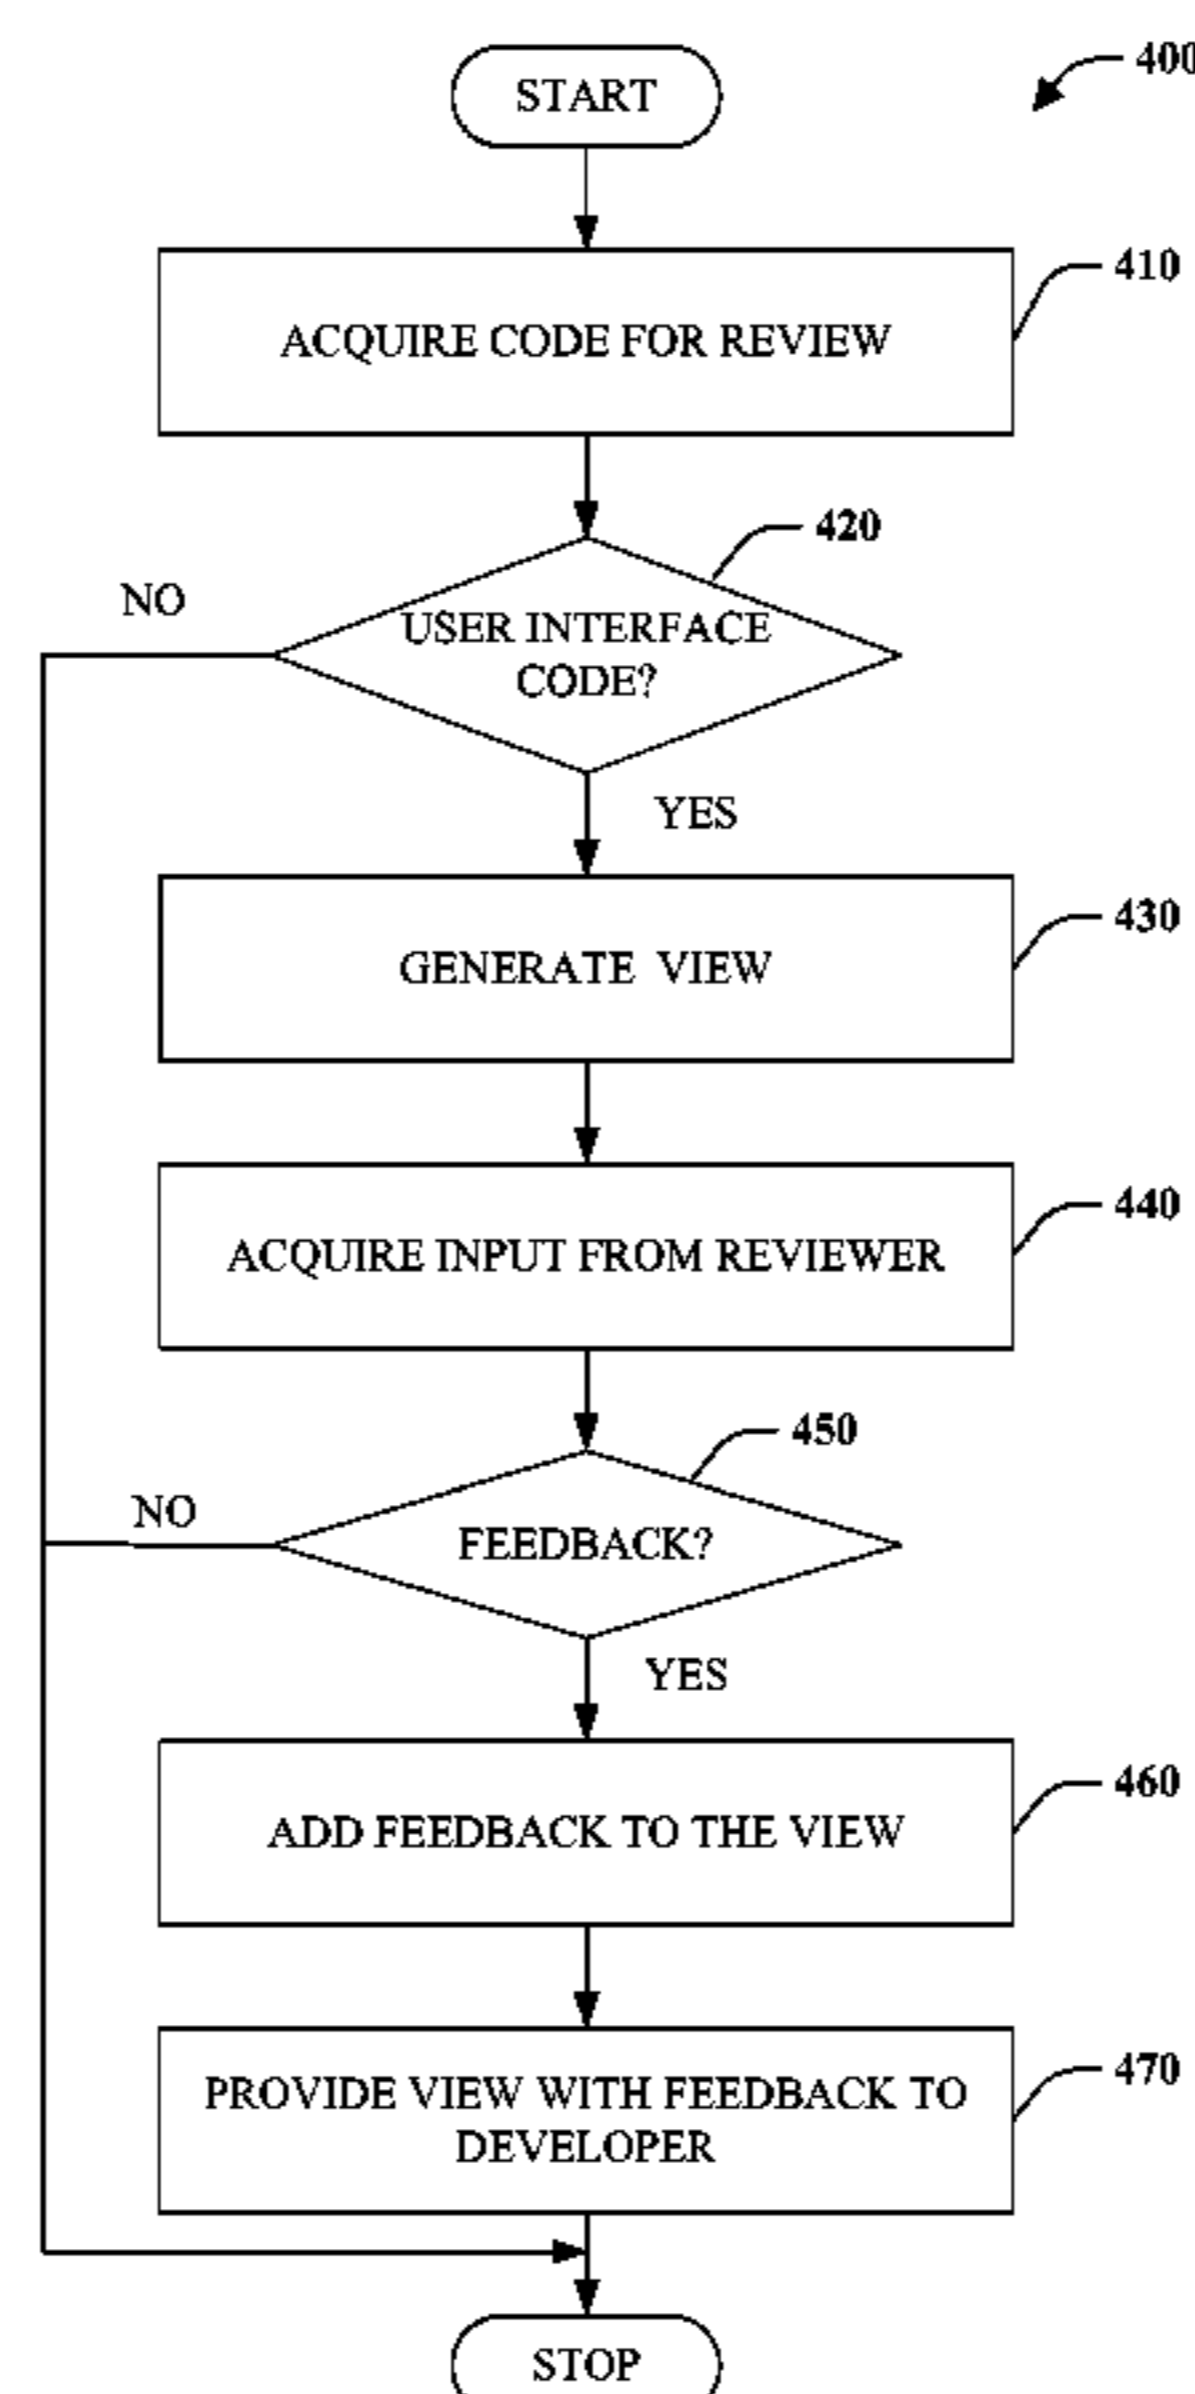 START
400
ACQUIRE CODE FOR REVIEW
410
420
NO
USER INTERFACE
CODE?
YES
GENERATE VIEW
430
ACQUIRE INPUT FROM REVIEWER
440
450
NO
FEEDBACK?
YES
ADD FEEDBACK TO THE VIEW
460
PROVIDE VIEW WITH FEEDBACK TO
DEVELOPER
470
STOP